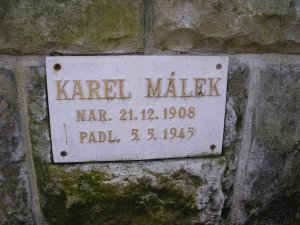 KAREL MÁLEK
NAR. 21.12.1908
PADL. 5.5.1945